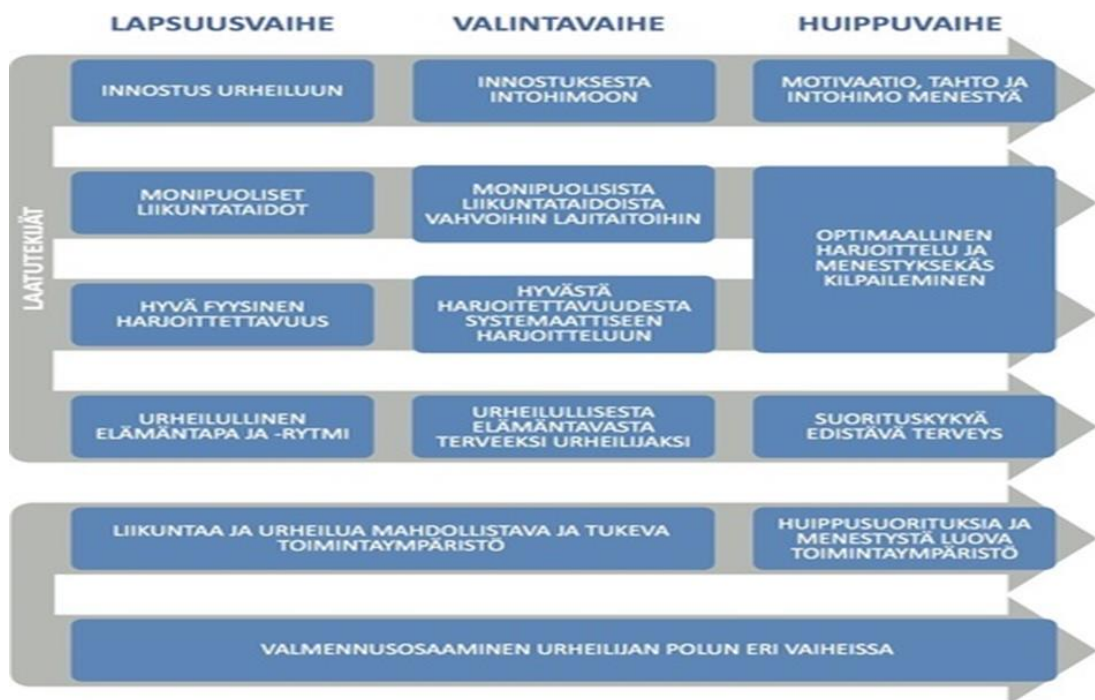 LAPSUUSVAIHE
VALINTAVAIHE
HUIPPUVAIHE
LAATUTEKIJÄT
INNOSTUS URHEILUUN
INNOSTUKSESTA
INTOHIMOON
MOTIVAATIO, TAHTO JA
INTOHIMO MENESTYÄ
MONIPUOLISET
LIIKUNTATAIDOT
MONIPUOLISISTA
LIIKUNTATAIDOISTA
VAHVOIHIN LAJITAITOIHIN
OPTIMAALLINEN
HARJOITTELU JA
MENESTYKSEKÄS
KILPAILEMINEN
HYVÄ FYYSINEN
HARJOITTETTAVUUS
HYVÄSTÄ
HARJOITETTAVUUDESTA
SYSTEMAATTISEEN
HARJOITTELUUN
URHEILULLINEN
ELÄMÄNTAPA JA -RYTMI
URHEILULLISESTA
ELÄMÄNTAVASTA
TERVEEKSI URHEILIJAKSI
SUORITUSKYKYÄ
EDISTÄVÄ TERVEYS
LIIKUNTAA JA URHEILUA MAHDOLLISTAVA JA TUKEVA
TOIMINTAYMPÄRISTÖ
HUIPPUSUORITUKSIA JA
MENESTYSTÄ LUOVA
TOIMINTAYMPÄRISTÖ
VALMENNUSOSAAMINEN URHEILIJAN POLUN ERI VAIHEISSA